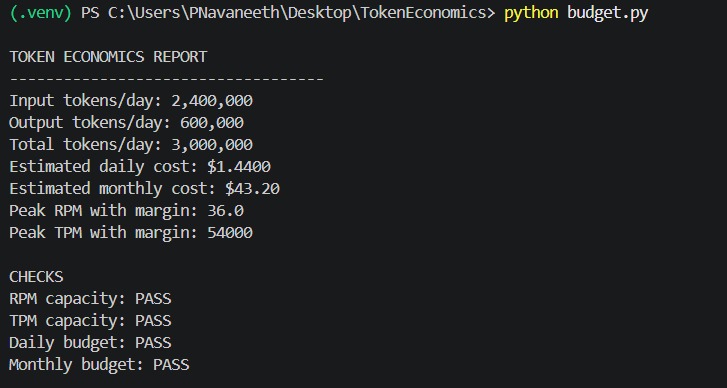 (.venv) PS C:\Users\PNavaneeth\Desktop\TokenEconomics> python budget.py
TOKEN ECONOMICS REPORT
-----------------------------------
Input tokens/day: 2,400,000
Output tokens/day: 600,000
Total tokens/day: 3,000,000
Estimated daily cost: $1.4400
Estimated monthly cost: $43.20
Peak RPM with margin: 36.0
Peak TPM with margin: 54000
CHECKS
RPM capacity: PASS
TPM capacity: PASS
Daily budget: PASS
Monthly budget: PASS